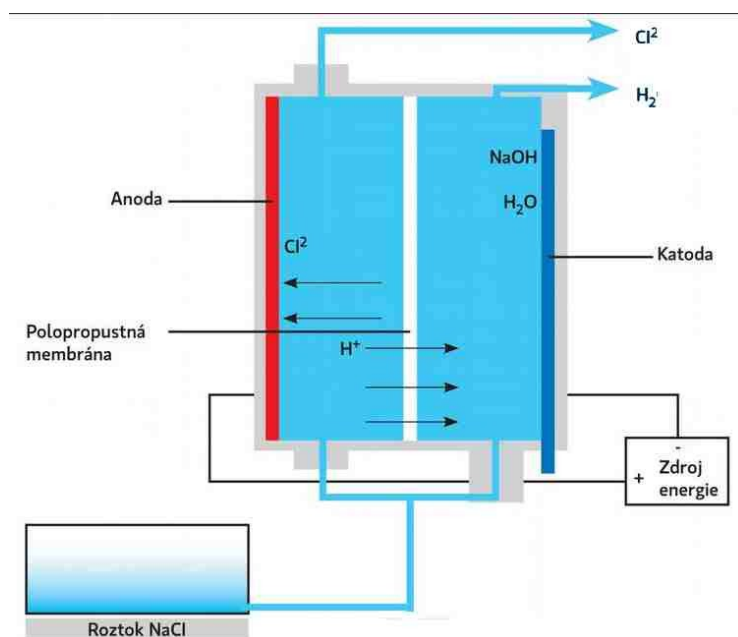 Cl²
H₂
NaOH
Anoda
H₂O
Cl²
Katoda
Polopropustná
membrána
H⁺
-
+
Zdroj
energie
Roztok NaCl